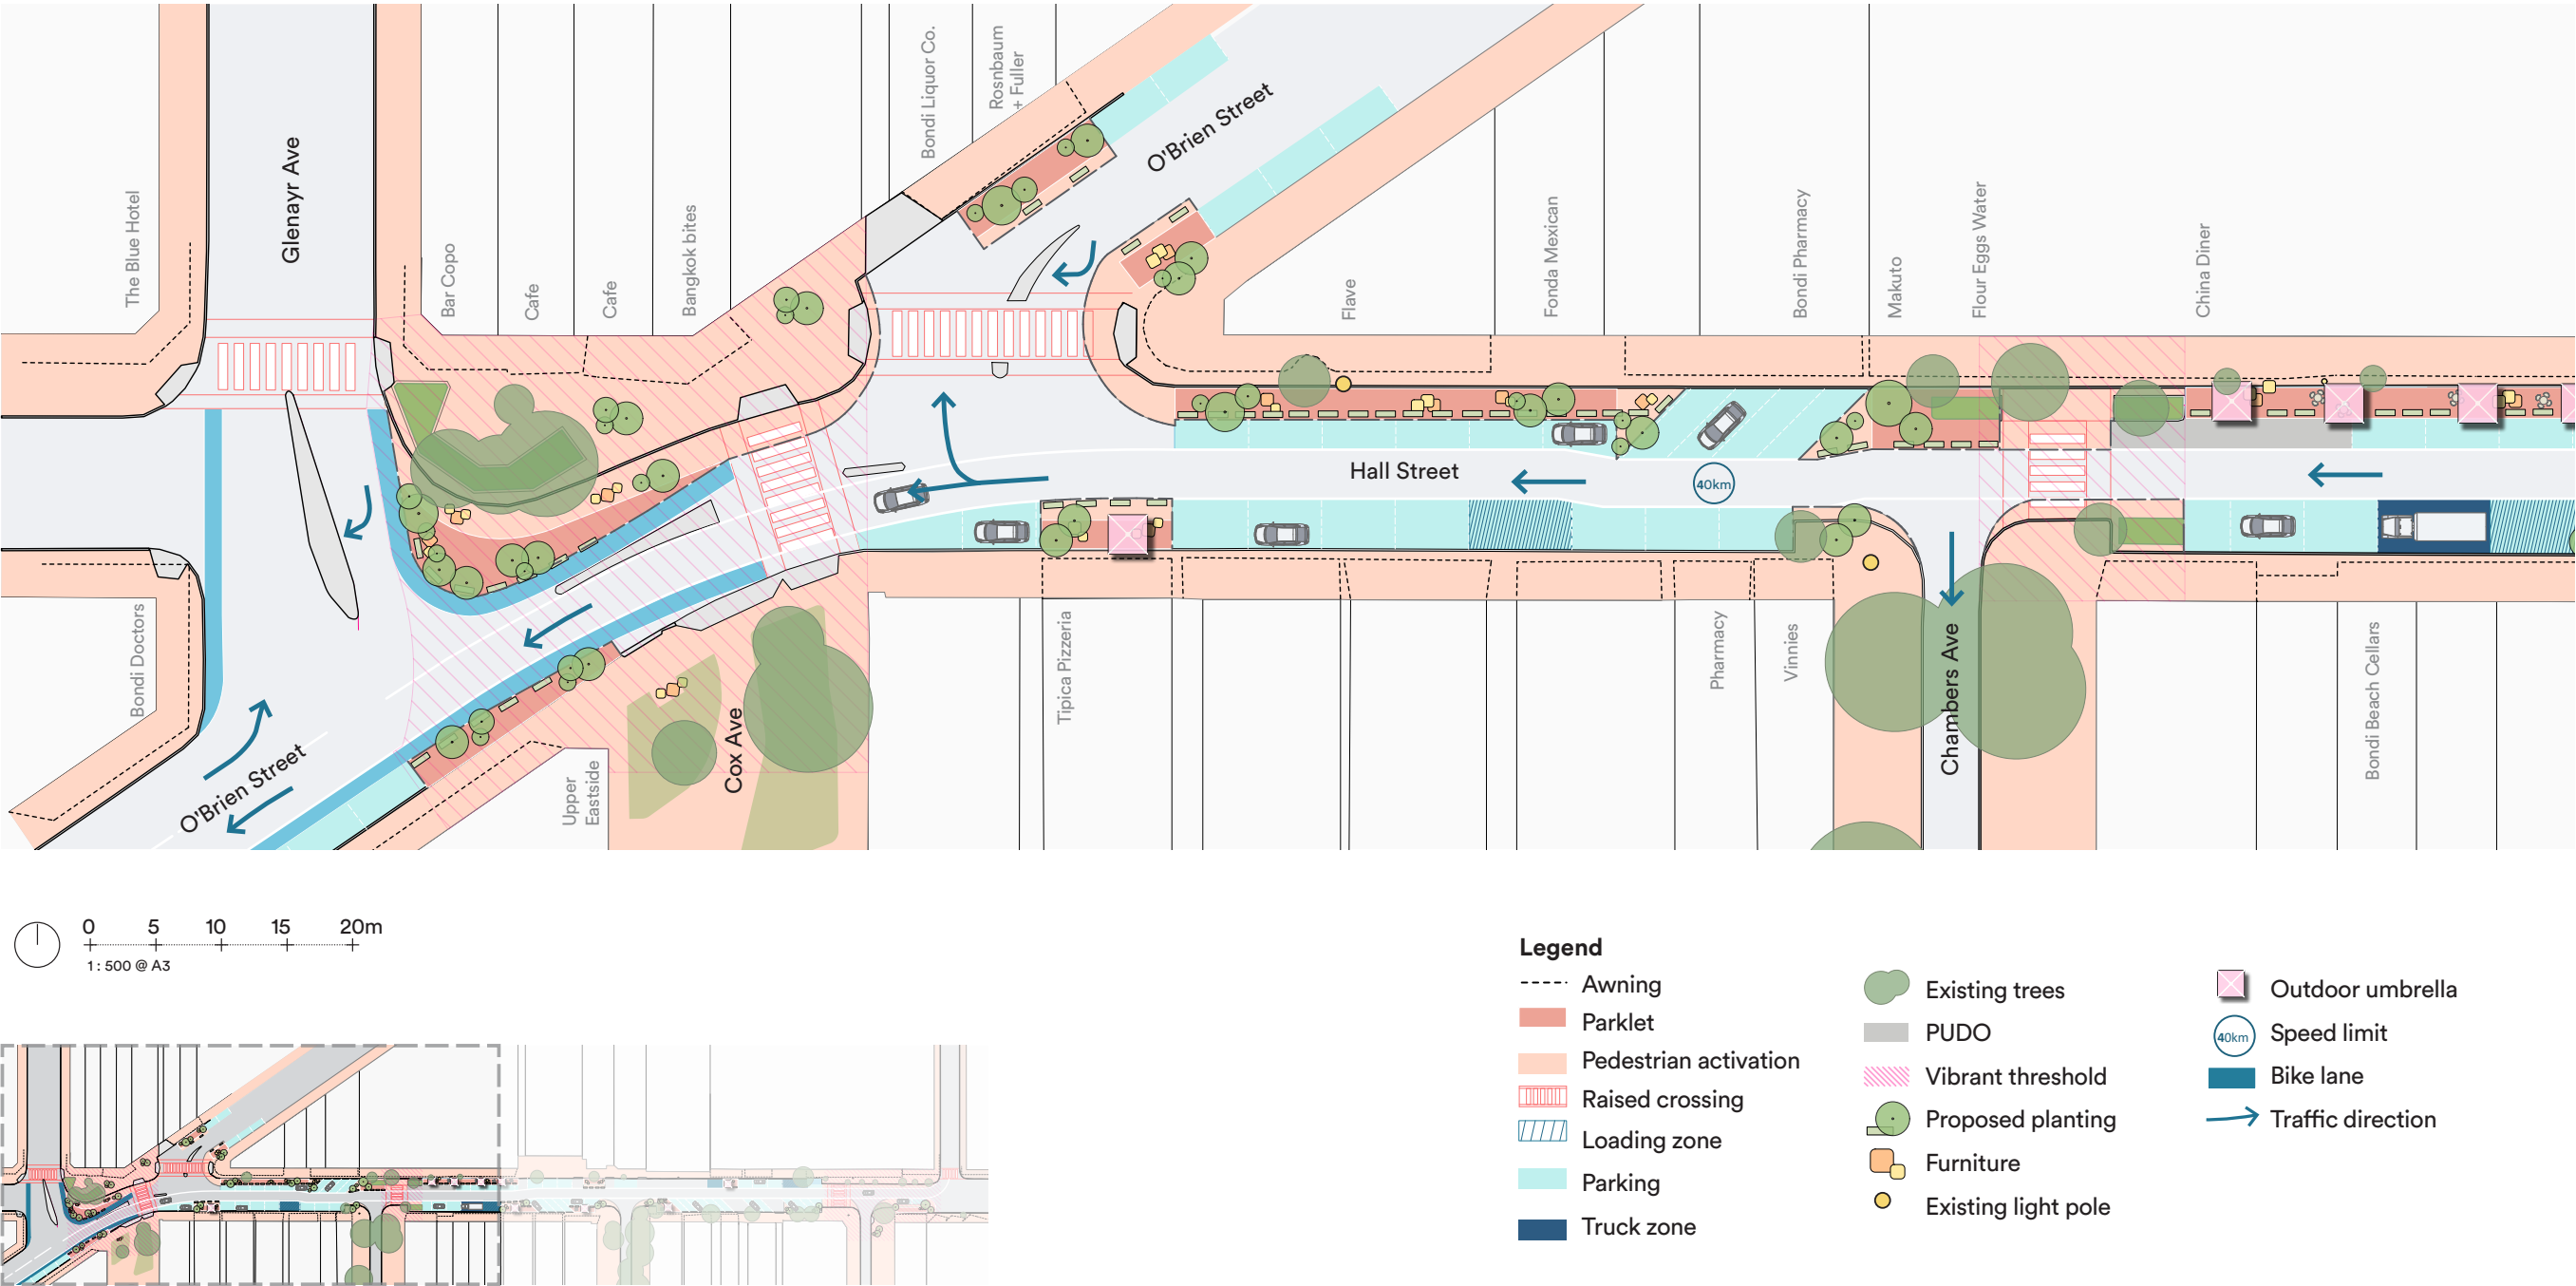 The Blue Hotel
Glenayr Ave
Bar Copo
Cafe
Cafe
Bangkok bites
Bondi Liquor Co.
Rosnbaum
+ Fuller
O'Brien Street
Flave
Fonda Mexican
Bondi Pharmacy
Makuto
Flour Eggs Water
China Diner
Hall Street
40km
Bondi Doctors
O'Brien Street
Upper
Eastside
Cox Ave
Tipica Pizzeria
Pharmacy
Vinnies
Chambers Ave
Bondi Beach Cellars
0 5 10 15 20m
1 : 500 @ A3
Legend
Awning
Parklet
Pedestrian activation
Raised crossing
Loading zone
Parking
Truck zone
Existing trees
PUDO
Vibrant threshold
Proposed planting
Furniture
Existing light pole
Outdoor umbrella
40km
Speed limit
Bike lane
Traffic direction